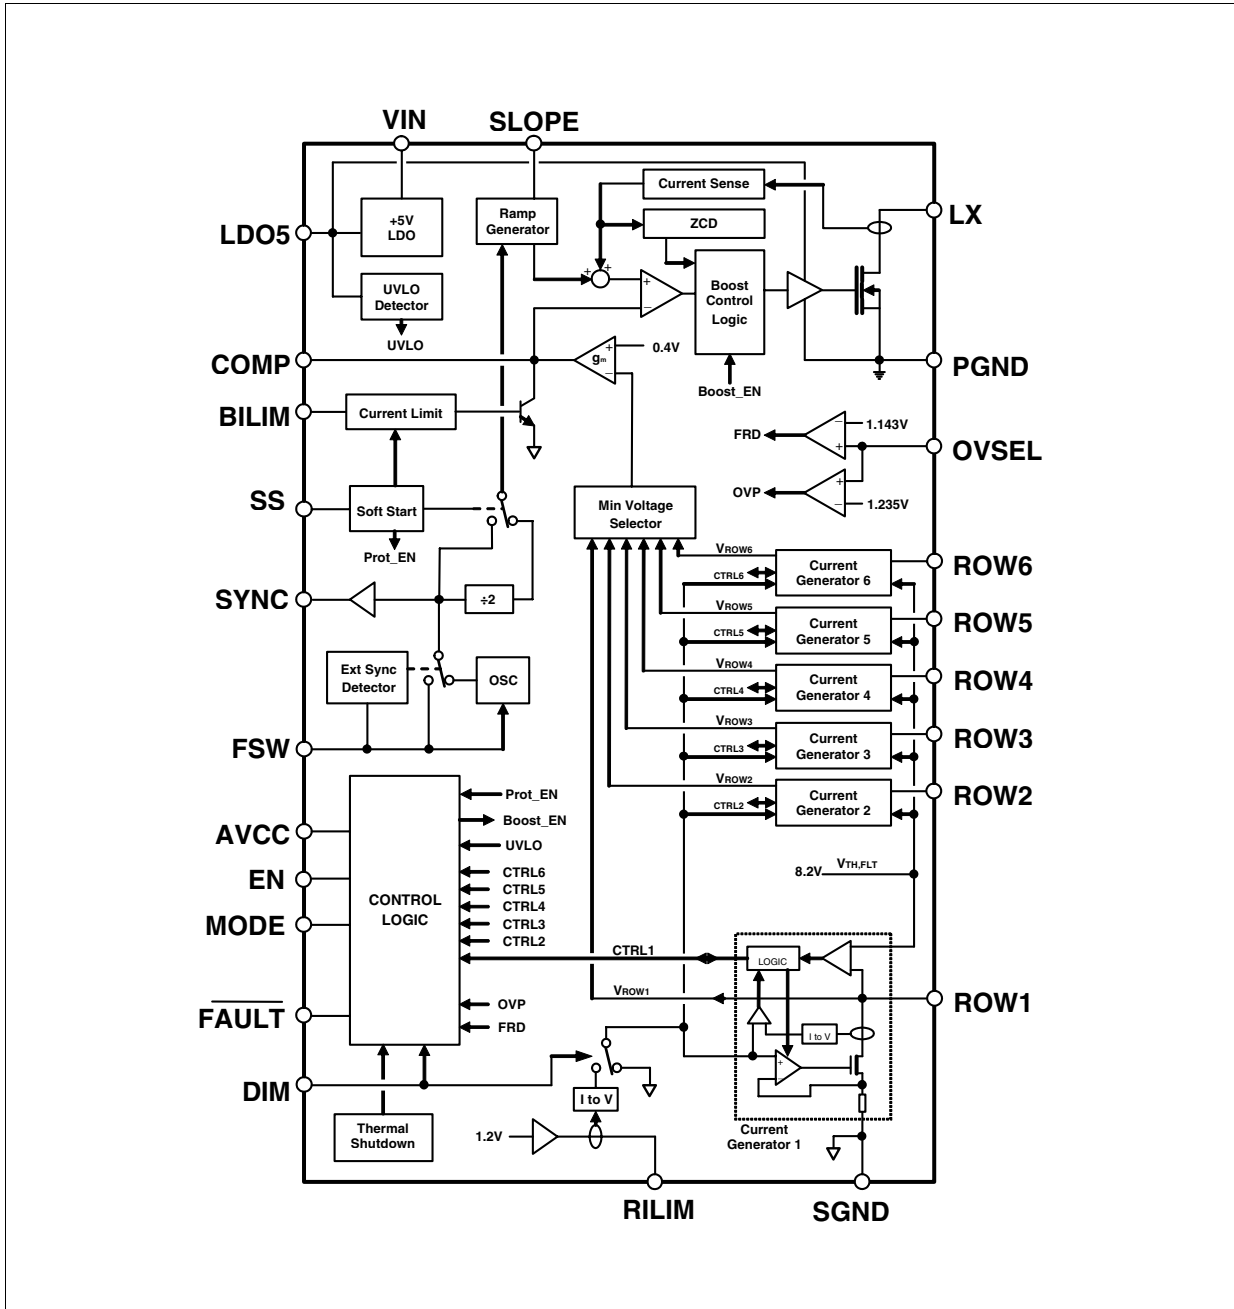 VIN
SLOPE
LDO5
+5V
LDO
UVLO
Detector
UVLO
Ramp
Generator
Current Sense
ZCD
LX
+
+
+
−
Boost
Control
Logic
Boost_EN
COMP
gm
+
−
0.4V
PGND
BILIM
Current Limit
FRD
−
+
1.143V
OVSEL
OVP
+
−
1.235V
SS
Soft Start
Prot_EN
Min Voltage
Selector
SYNC
÷2
VROW6
CTRL6
Current
Generator 6
ROW6
VROW5
CTRL5
Current
Generator 5
ROW5
Ext Sync
Detector
OSC
VROW4
CTRL4
Current
Generator 4
ROW4
FSW
VROW3
CTRL3
Current
Generator 3
ROW3
VROW2
CTRL2
Current
Generator 2
ROW2
AVCC
EN
MODE
FAULT
DIM
CONTROL
LOGIC
Prot_EN
Boost_EN
UVLO
CTRL6
CTRL5
CTRL4
CTRL3
CTRL2
CTRL1
OVP
FRD
8.2V
VTH,FLT
LOGIC
VROW1
ROW1
I to V
+
Current
Generator 1
I to V
Thermal
Shutdown
1.2V
RILIM
SGND